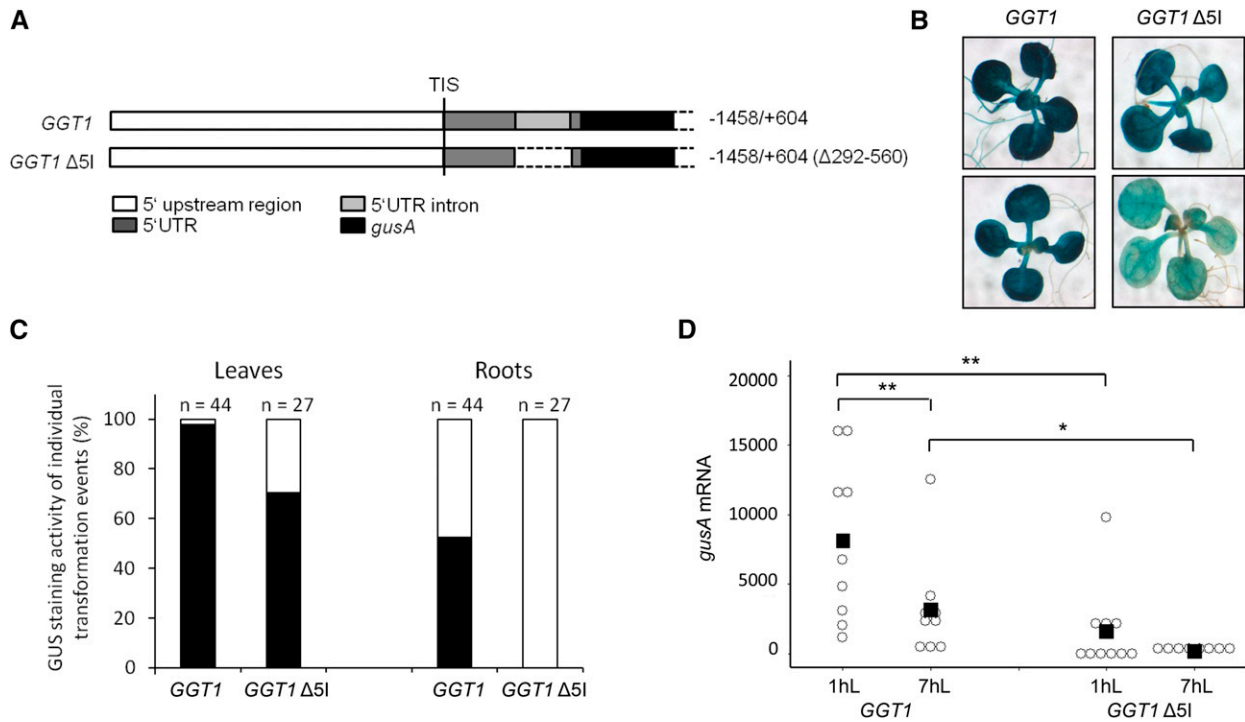 A
TIS
GGT1
-1458/+604
GGT1 Δ5I
-1458/+604 (Δ292-560)
5‘ upstream region
5‘UTR intron
5‘UTR
gusA
B
GGT1
GGT1 Δ5I
C
GUS staining activity of individual
transformation events (%)
Leaves
Roots
n = 44
n = 27
n = 44
n = 27
100
80
60
40
20
0
GGT1
GGT1 Δ5I
GGT1
GGT1 Δ5I
D
gusA mRNA
20000
15000
10000
5000
0
**
**
*
1hL
7hL
1hL
7hL
GGT1
GGT1 Δ5I